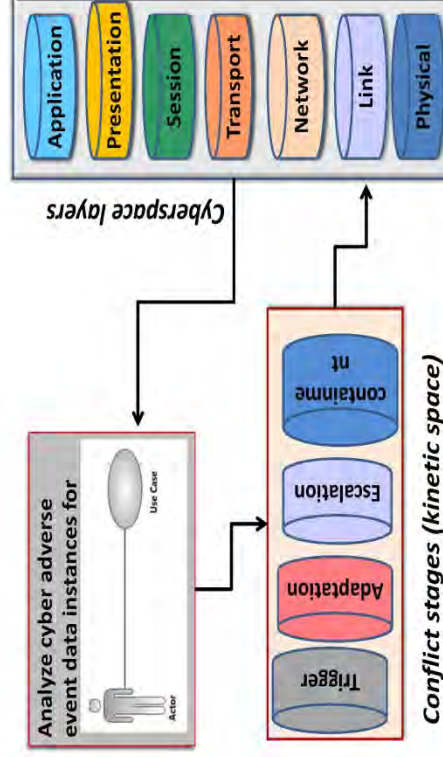 Analyze cyber adverse
event data instances for
Actor
Use Case
Cyberspace layers
Application
Presentation
Session
Transport
Network
Link
Physical
Trigger
Adaptation
Escalation
containme
nt
Conflict stages (kinetic space)